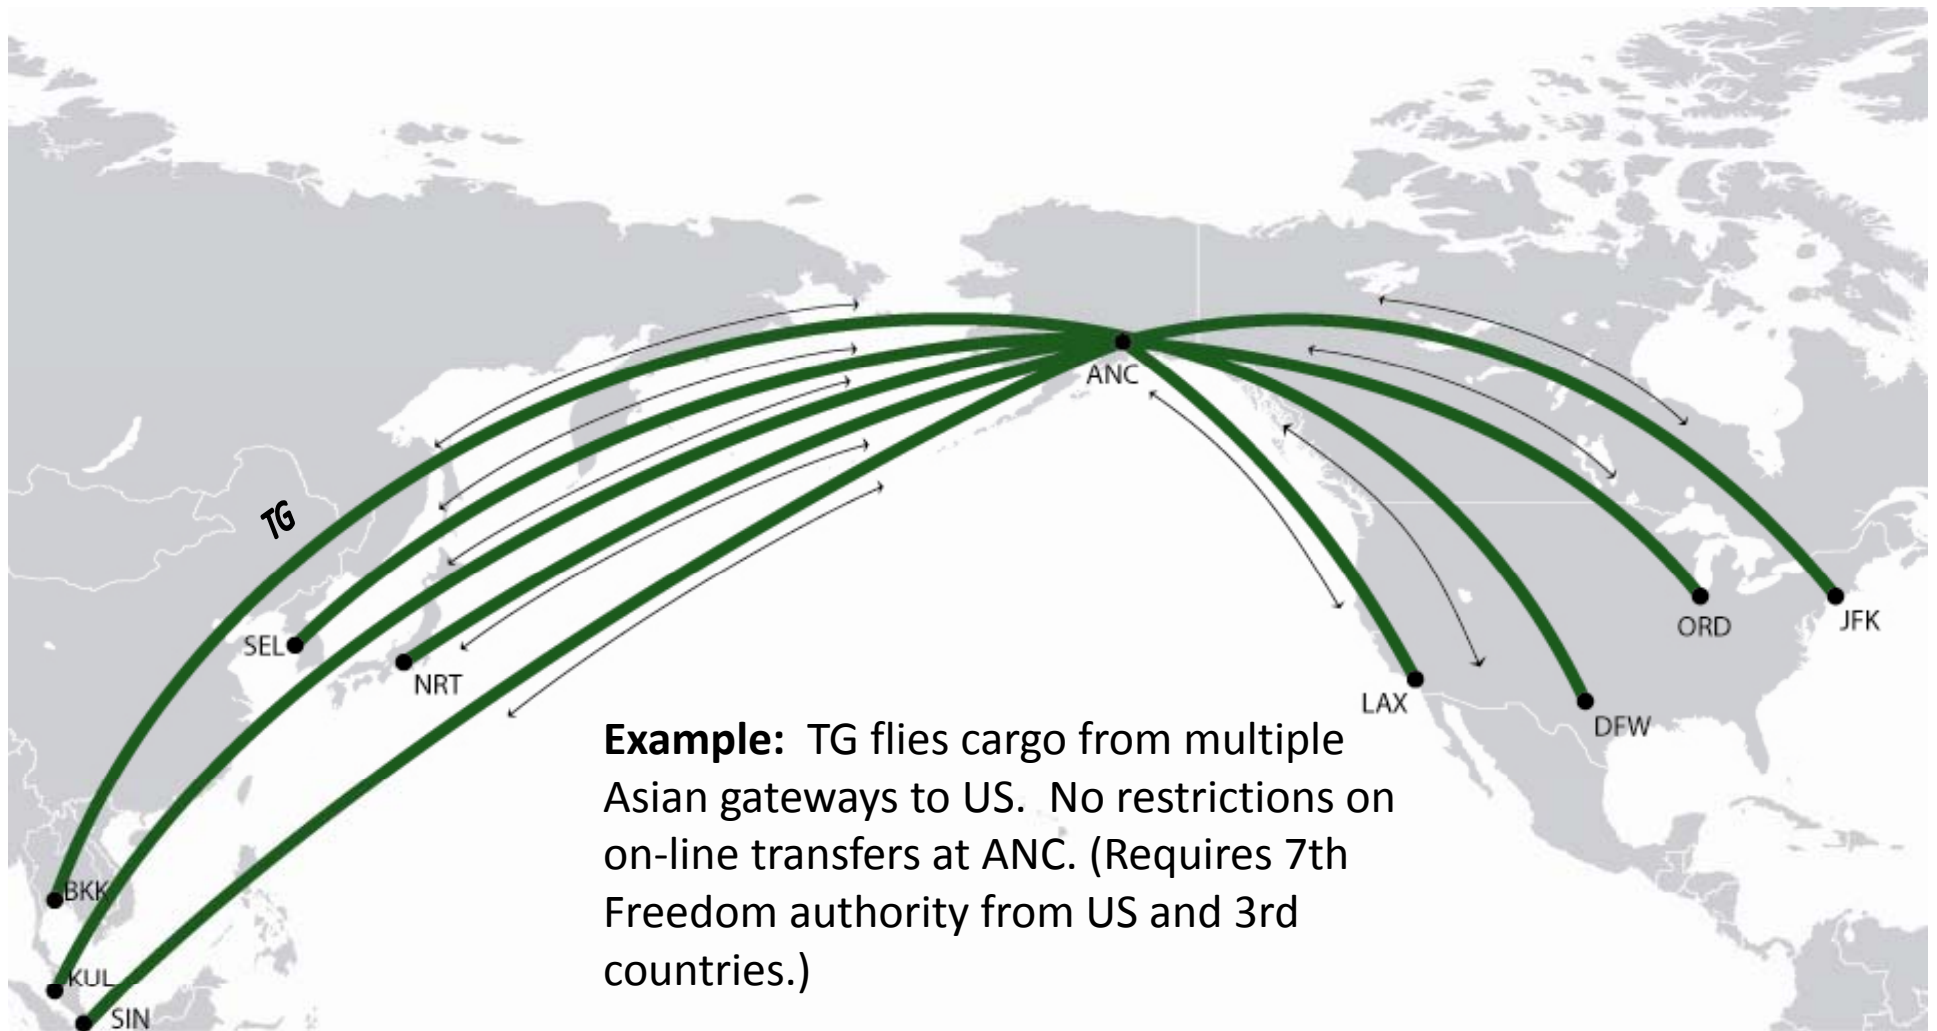 ANC
TG
SEL
NRT
ORD
JFK
LAX
DFW
Example: TG flies cargo from multiple
Asian gateways to US. No restrictions on
on-line transfers at ANC. (Requires 7th
Freedom authority from US and 3rd
countries.)
BKK
KUL
SIN